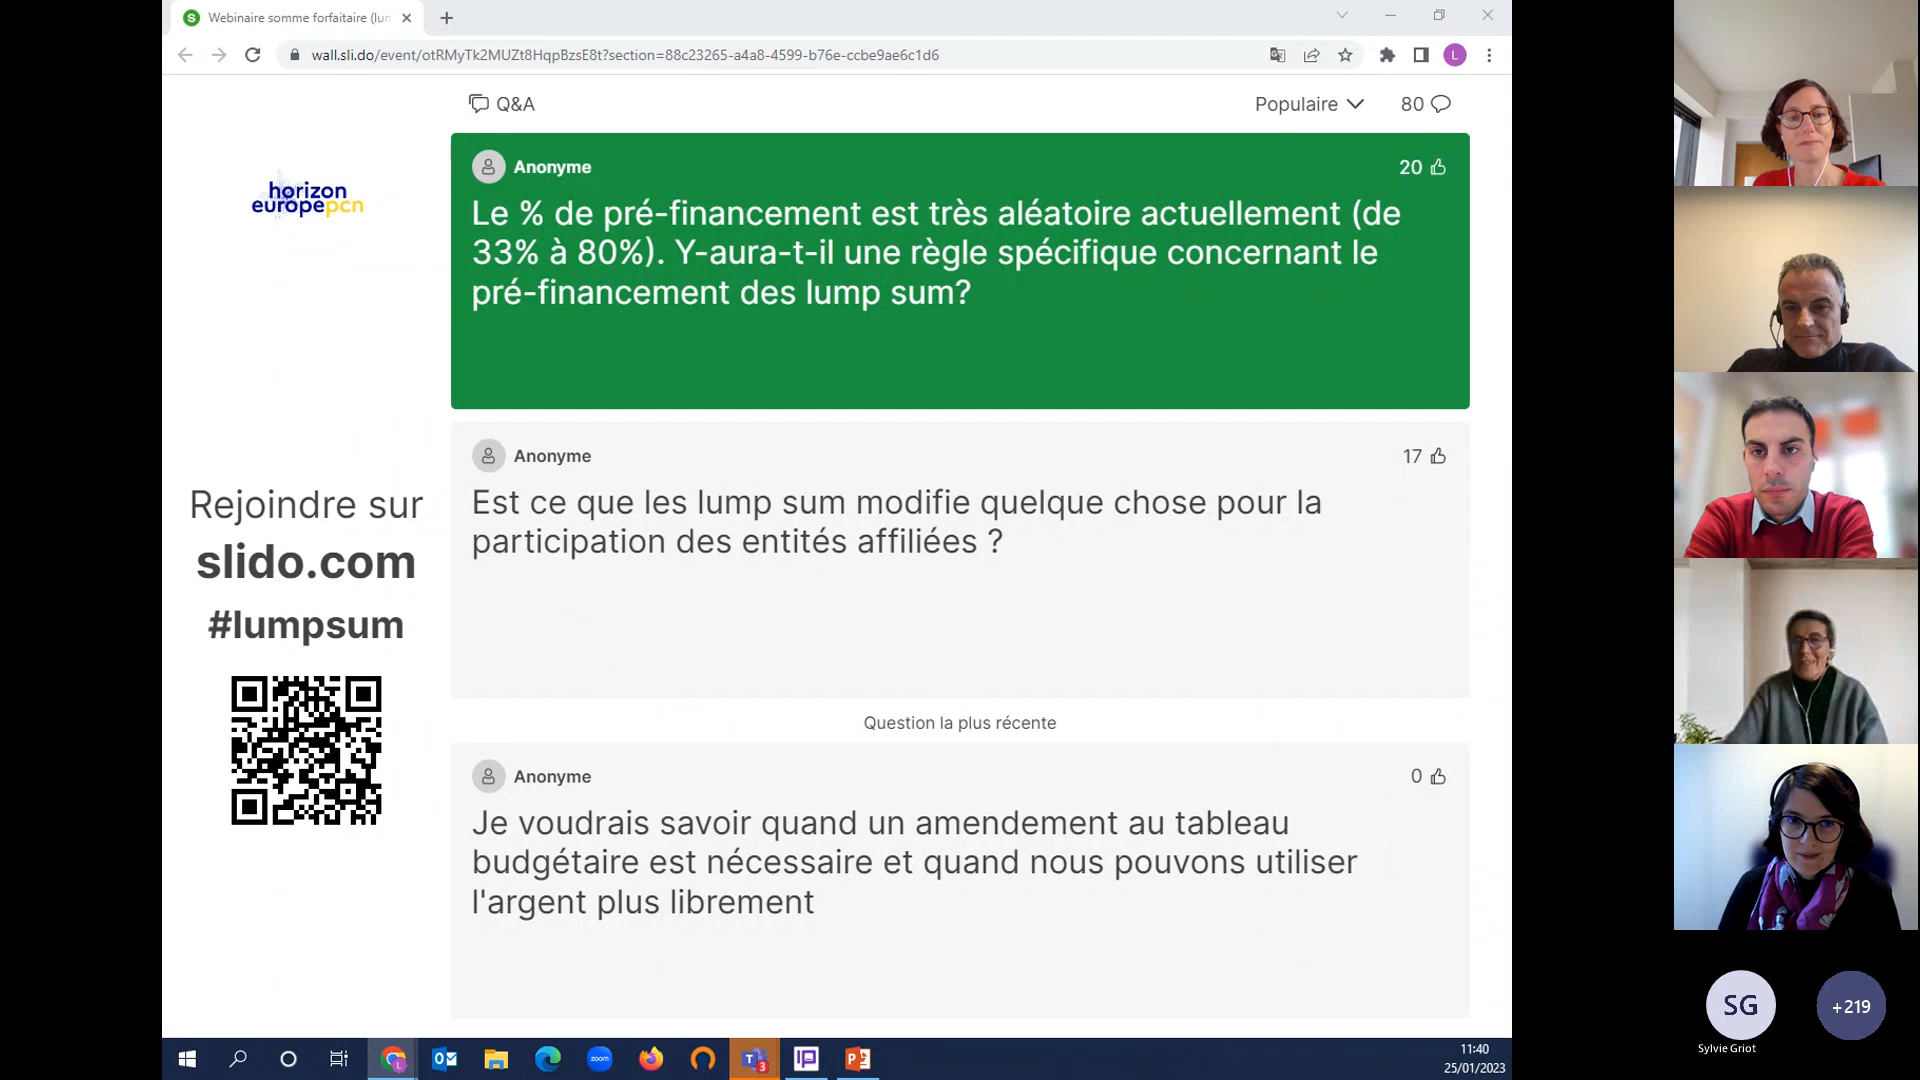 Webinaire somme forfaitaire (lun
wall.sli.do/event/otRMyTk2MUZt8HqpBzsE8t?section=88c23265-a4a8-4599-b76e-ccbe9ae6c1d6
L
Q&A
Populaire
80
horizon
europepcn
Rejoindre sur
slido.com
#lumpsum
Anonyme
20
Le % de pré-financement est très aléatoire actuellement (de
33% à 80%). Y-aura-t-il une règle spécifique concernant le
pré-financement des lump sum?
Anonyme
17
Est ce que les lump sum modifie quelque chose pour la
participation des entités affiliées ?
Question la plus récente
Anonyme
0
Je voudrais savoir quand un amendement au tableau
budgétaire est nécessaire et quand nous pouvons utiliser
l'argent plus librement
zoom
3
11:40
25/01/2023
SG
Sylvie Griot
+219